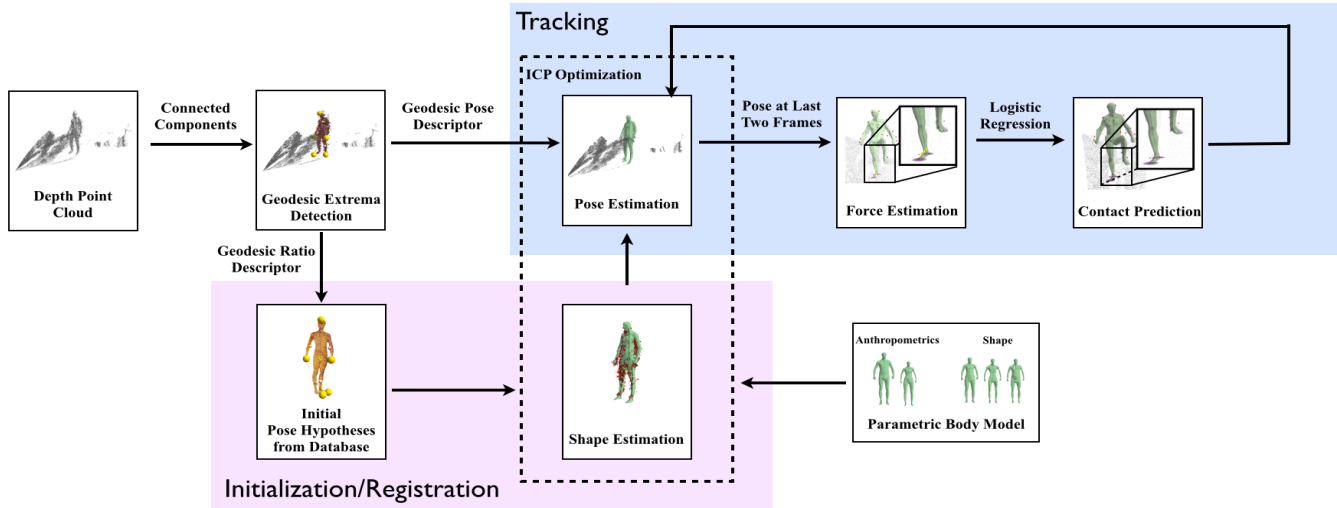 Tracking
ICP Optimization
Connected
Components
Geodesic Pose
Descriptor
Pose at Last
Two Frames
Logistic
Regression
Depth Point
Cloud
Geodesic Extrema
Detection
Pose Estimation
Force Estimation
Contact Prediction
Geodesic Ratio
Descriptor
Initial
Pose Hypotheses
from Database
Shape Estimation
Anthropometrics
Shape
Parametric Body Model
Initialization/Registration